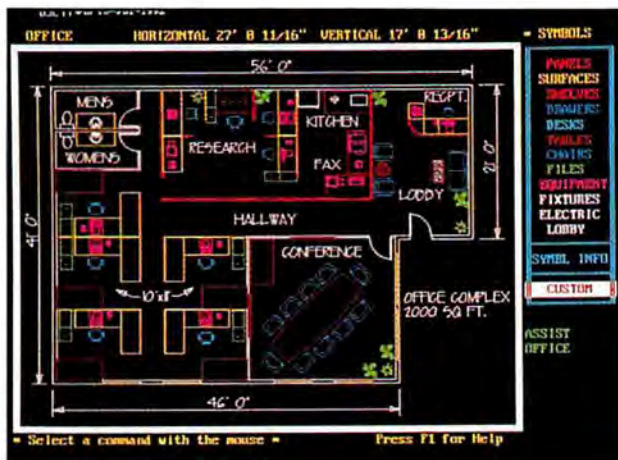 OFFICE HORIZONTAL 27' 8 11/16" VERTICAL 17' 8 13/16"
= SYMBOLS
56' 0"
MENS
WOMENS
RESEARCH
KITCHEN
FAX
RECPT.
LOBBY
21' 0"
41' 0"
HALLWAY
CONFERENCE
10'x11'
OFFICE COMPLEX
2000 SQ FT.
46' 0"
PANELS
SURFACES
SHELVES
DRAWERS
DESKS
TABLES
CHAIRS
FILES
EQUIPMENT
FIXTURES
ELECTRIC
LOBBY
SYMBL INFO
CUSTOM
ASSIST
OFFICE
= Select a command with the mouse =
Press F1 for Help